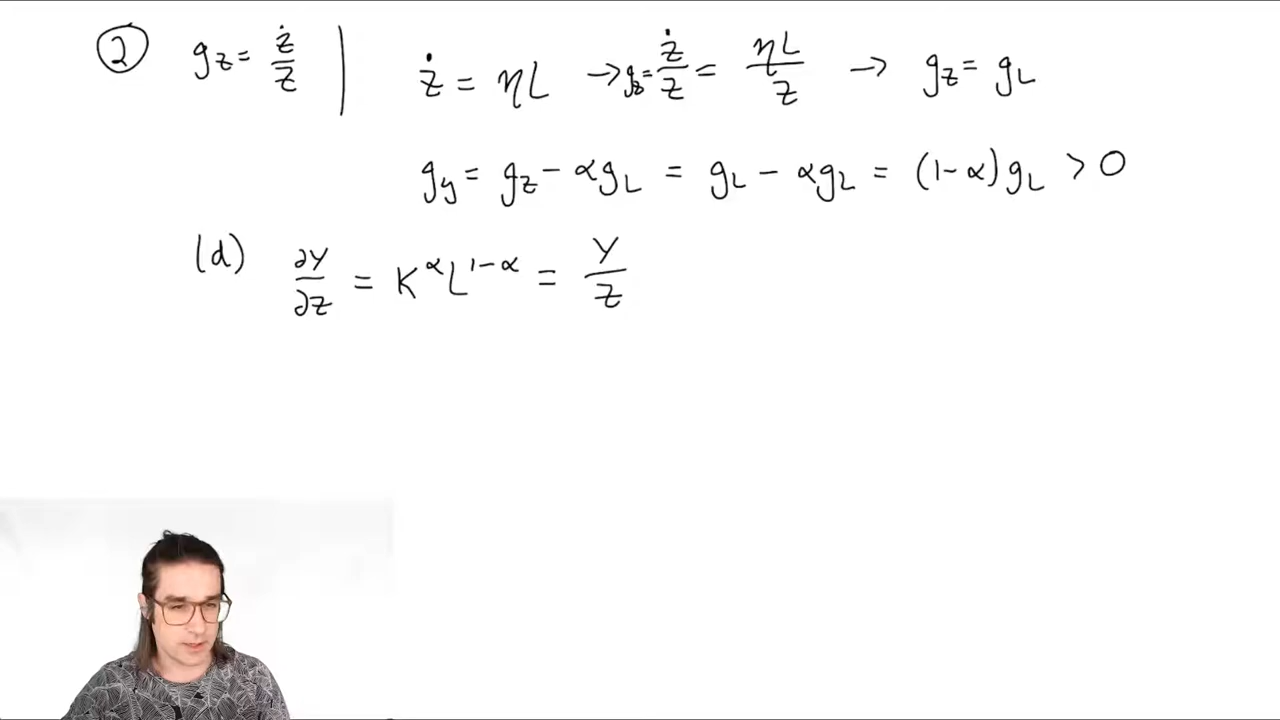 ② g_z = ż/z | ż = ηL → g_z = ż/z = ηL/z → g_z = g_L
g_y = g_z − αg_L = g_L − αg_L = (1−α)g_L > 0
(d) ∂Y/∂z = K^α L^{1−α} = Y/z